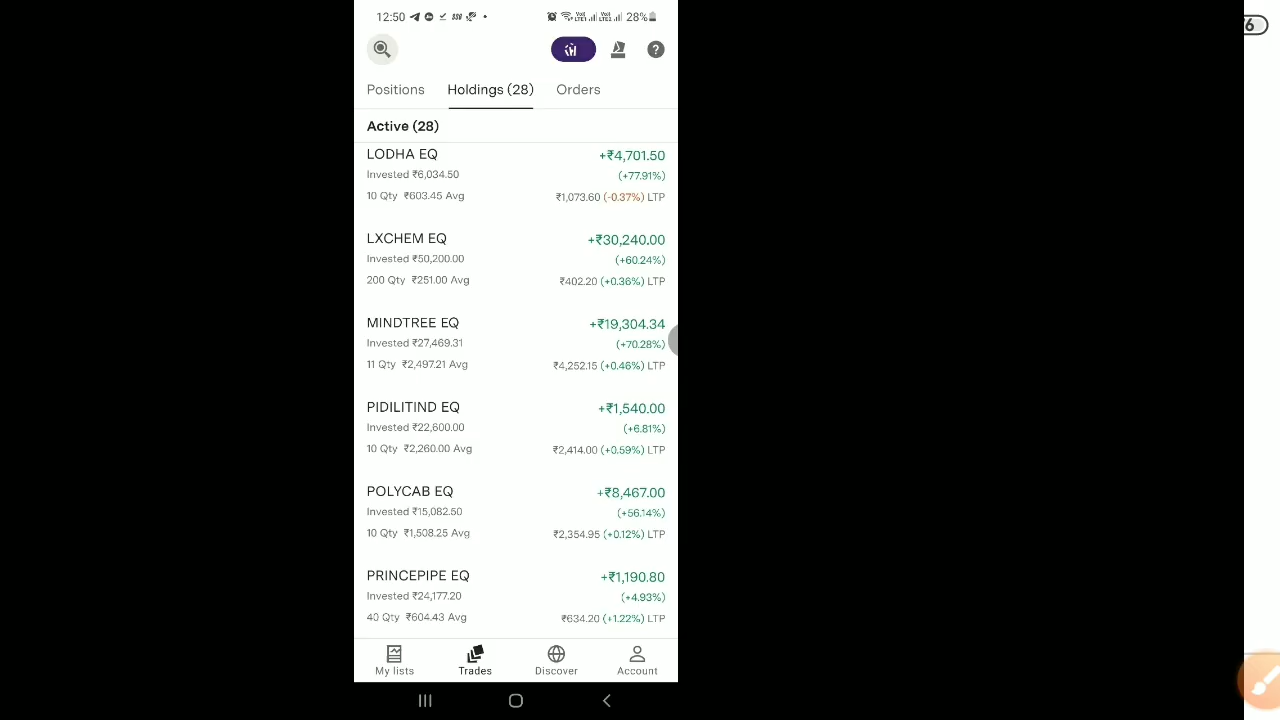 12:50
28%
Positions Holdings (28) Orders
Active (28)
LODHA EQ +₹4,701.50
Invested ₹6,034.50 (+77.91%)
10 Qty ₹603.45 Avg ₹1,073.60 (-0.37%) LTP
LXCHEM EQ +₹30,240.00
Invested ₹50,200.00 (+60.24%)
200 Qty ₹251.00 Avg ₹402.20 (+0.36%) LTP
MINDTREE EQ +₹19,304.34
Invested ₹27,469.31 (+70.28%)
11 Qty ₹2,497.21 Avg ₹4,252.15 (+0.46%) LTP
PIDILITIND EQ +₹1,540.00
Invested ₹22,600.00 (+6.81%)
10 Qty ₹2,260.00 Avg ₹2,414.00 (+0.59%) LTP
POLYCAB EQ +₹8,467.00
Invested ₹15,082.50 (+56.14%)
10 Qty ₹1,508.25 Avg ₹2,354.95 (+0.12%) LTP
PRINCEPIPE EQ +₹1,190.80
Invested ₹24,177.20 (+4.93%)
40 Qty ₹604.43 Avg ₹634.20 (+1.22%) LTP
My lists Trades Discover Account